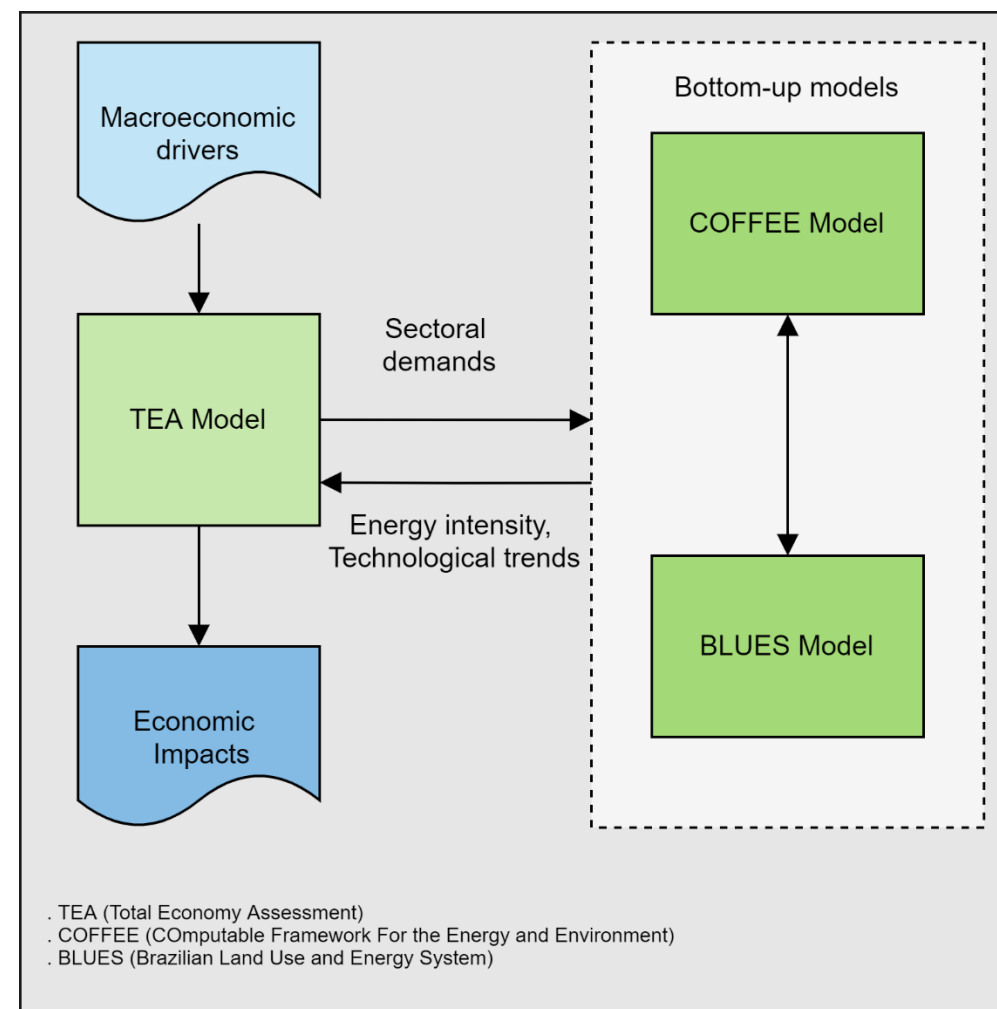 Macroeconomic
drivers
Bottom-up models
COFFEE Model
Sectoral
demands
TEA Model
Energy intensity,
Technological trends
BLUES Model
Economic
Impacts
. TEA (Total Economy Assessment)
. COFFEE (COmputable Framework For the Energy and Environment)
. BLUES (Brazilian Land Use and Energy System)